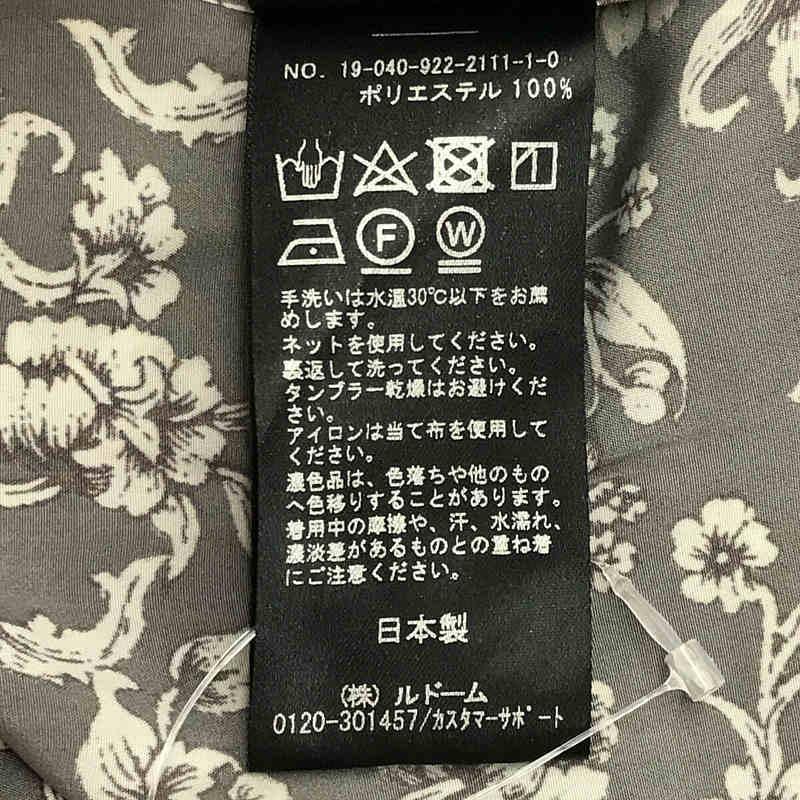 NO. 19-040-922-2111-1-0
ポリエステル 100%
F
W
手洗いは水温30℃以下をお薦
めします。
ネットを使用してください。
裏返して洗ってください。
タンブラー乾燥はお避けくだ
さい。
アイロンは当て布を使用して
ください。
濃色品は、色落ちや他のもの
へ色移りすることがあります。
着用中の摩擦や、汗、水濡れ、
濃淡差があるものとの重ね着
にご注意ください。
日本製
(株) ルドーム
0120-301457/カスタマーサポート